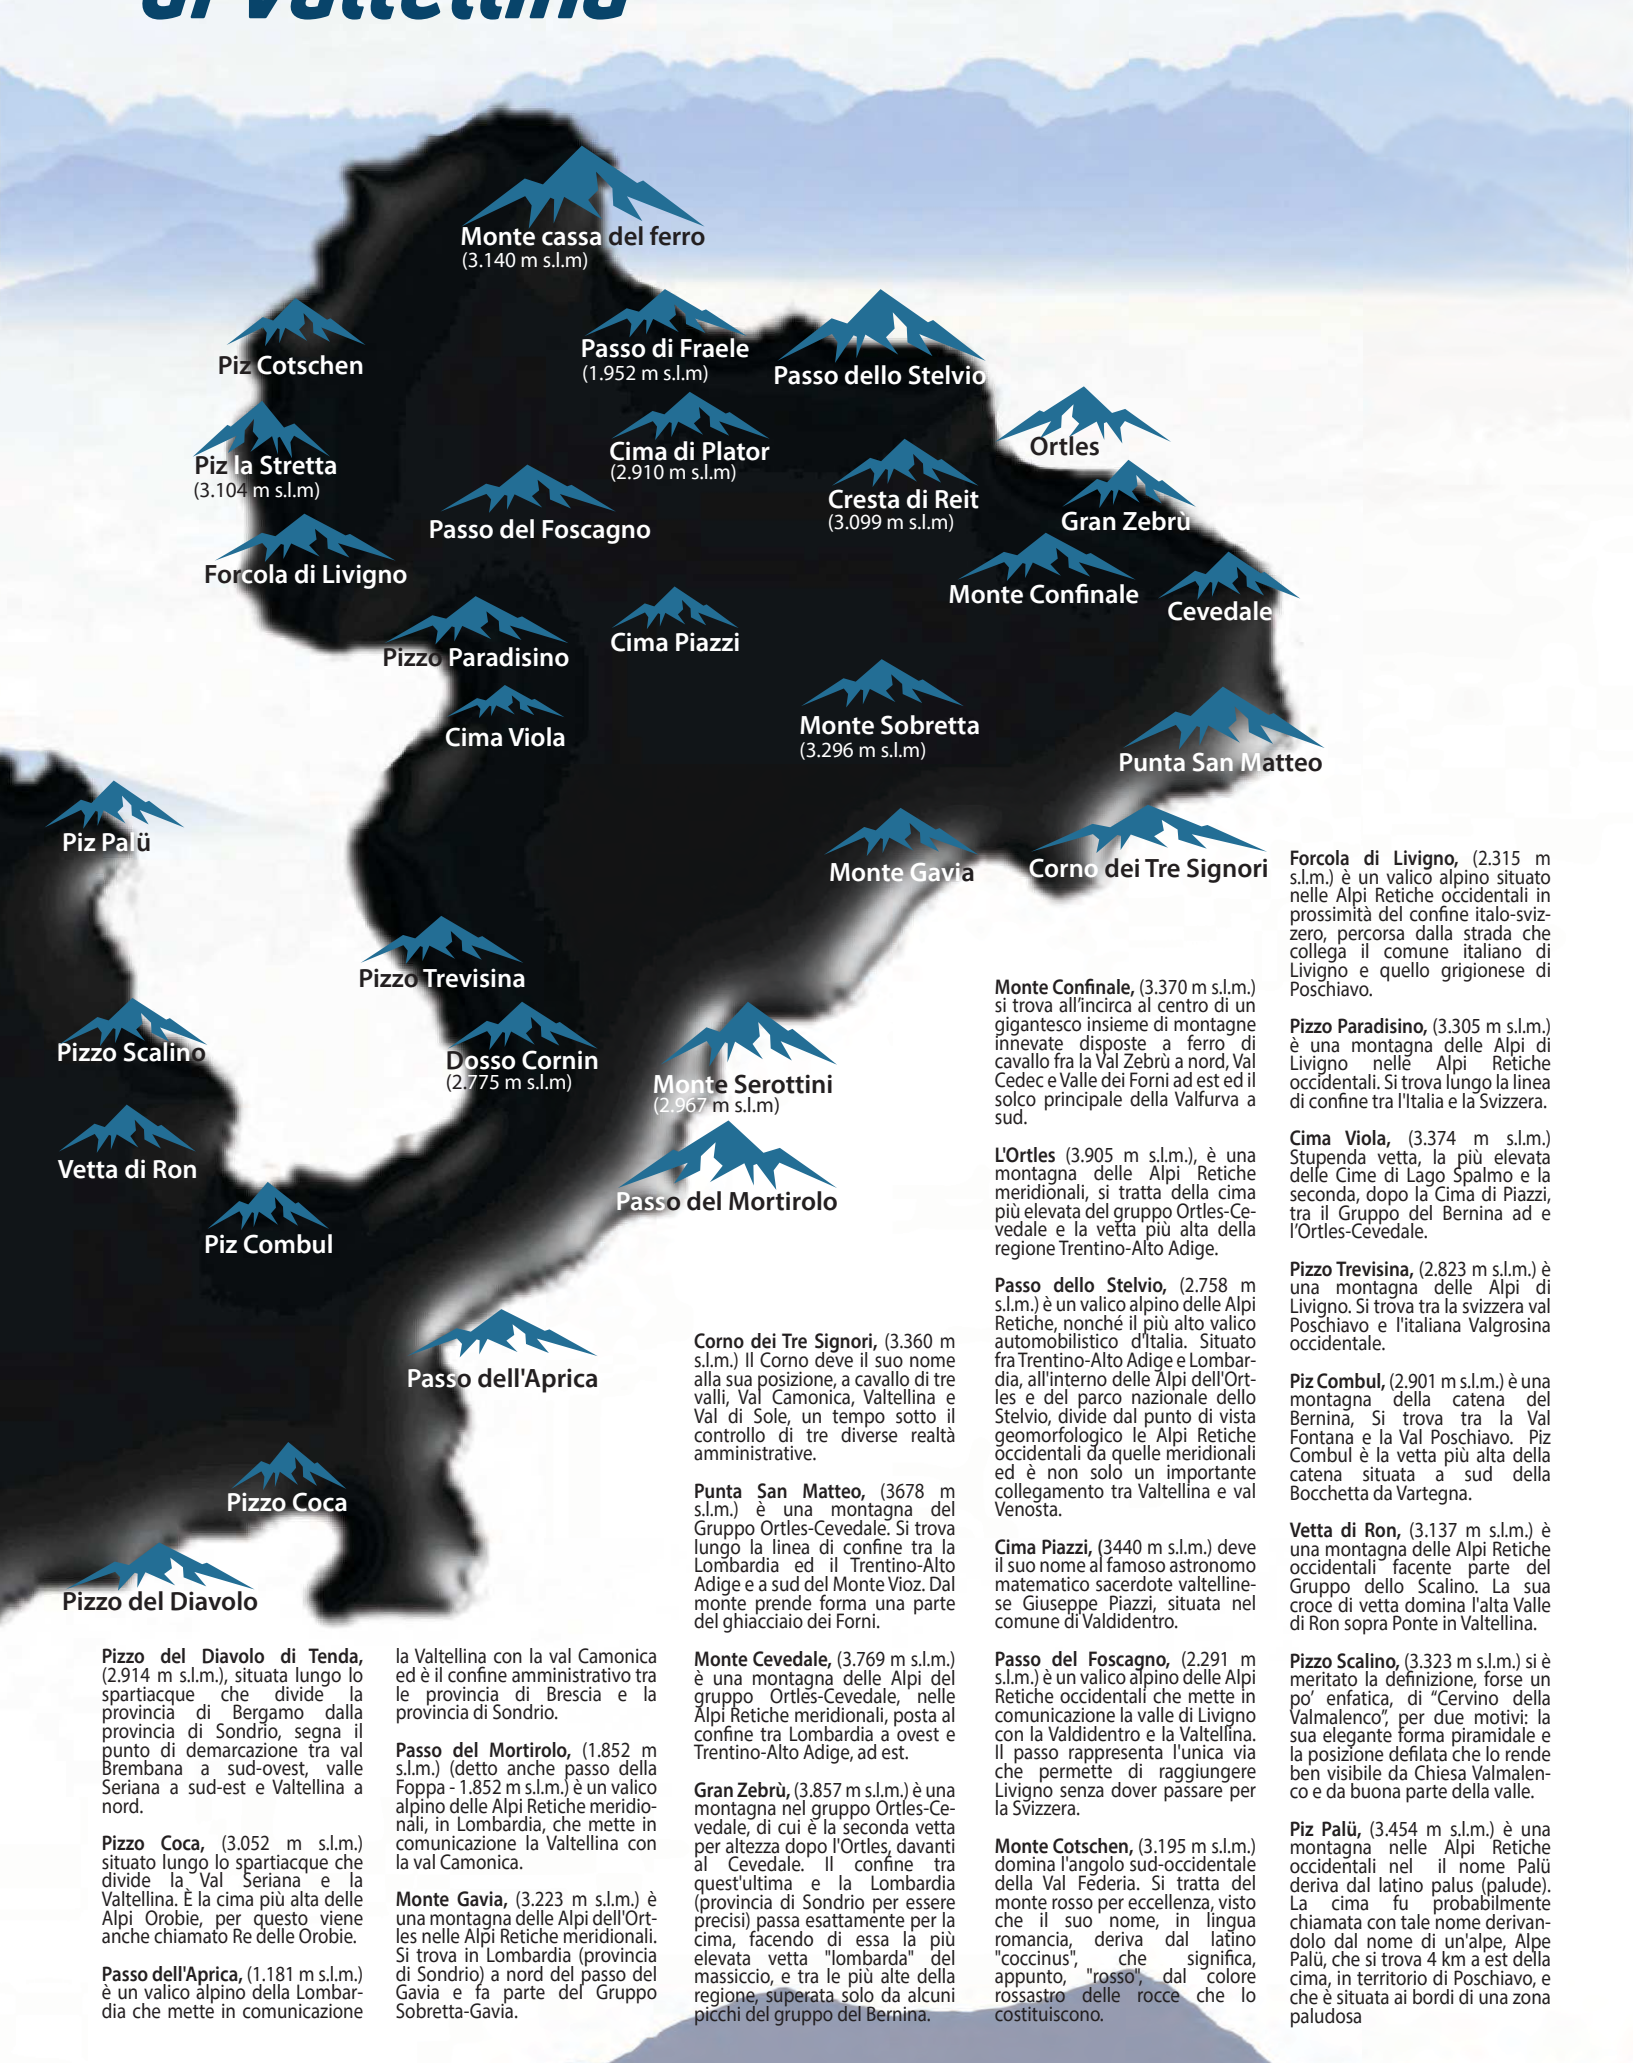 di Valtellina
Monte cassa del ferro
(3.140 m s.l.m)
Piz Cotschen
Passo di Fraele
(1.952 m s.l.m)
Passo dello Stelvio
Piz la Stretta
(3.104 m s.l.m)
Cima di Plator
(2.910 m s.l.m)
Ortles
Cresta di Reit
(3.099 m s.l.m)
Gran Zebrù
Passo del Foscagno
Forcola di Livigno
Monte Confinale
Cevedale
Pizzo Paradisino
Cima Piazzi
Cima Viola
Monte Sobretta
(3.296 m s.l.m)
Punta San Matteo
Piz Palü
Monte Gavia
Corno dei Tre Signori
Pizzo Trevisina
Pizzo Scalino
Dosso Cornin
(2.775 m s.l.m)
Monte Serottini
(2.967 m s.l.m)
Vetta di Ron
Passo del Mortirolo
Piz Combul
Passo dell'Aprica
Pizzo Coca
Pizzo del Diavolo
Pizzo del Diavolo di Tenda,
(2.914 m s.l.m.), situata lungo lo
spartiacque che divide la
provincia di Bergamo dalla
provincia di Sondrio, segna il
punto di demarcazione tra val
Brembana a sud-ovest, valle
Seriana a sud-est e Valtellina a
nord.
Pizzo Coca, (3.052 m s.l.m.)
situato lungo lo spartiacque che
divide la Val Seriana e la
Valtellina. È la cima più alta delle
Alpi Orobie, per questo viene
anche chiamato Re delle Orobie.
Passo dell'Aprica, (1.181 m s.l.m.)
è un valico alpino della Lombar-
dia che mette in comunicazione
la Valtellina con la val Camonica
ed è il confine amministrativo tra
le provincia di Brescia e la
provincia di Sondrio.
Passo del Mortirolo, (1.852 m
s.l.m.) (detto anche passo della
Foppa - 1.852 m s.l.m.) è un valico
alpino delle Alpi Retiche meridio-
nali, in Lombardia, che mette in
comunicazione la Valtellina con
la val Camonica.
Monte Gavia, (3.223 m s.l.m.) è
una montagna delle Alpi dell'Ort-
les nelle Alpi Retiche meridionali.
Si trova in Lombardia (provincia
di Sondrio) a nord del passo del
Gavia e fa parte del Gruppo
Sobretta-Gavia.
Corno dei Tre Signori, (3.360 m
s.l.m.) Il Corno deve il suo nome
alla sua posizione, a cavallo di tre
valli, Val Camonica, Valtellina e
Val di Sole, un tempo sotto il
controllo di tre diverse realtà
amministrative.
Punta San Matteo, (3678 m
s.l.m.) è una montagna del
Gruppo Ortles-Cevedale. Si trova
lungo la linea di confine tra la
Lombardia ed il Trentino-Alto
Adige e a sud del Monte Vioz. Dal
monte prende forma una parte
del ghiacciaio dei Forni.
Monte Cevedale, (3.769 m s.l.m.)
è una montagna delle Alpi del
gruppo Ortles-Cevedale, nelle
Alpi Retiche meridionali, posta al
confine tra Lombardia a ovest e
Trentino-Alto Adige, ad est.
Gran Zebrù, (3.857 m s.l.m.) è una
montagna nel gruppo Ortles-Ce-
vedale, di cui è la seconda vetta
per altezza dopo l'Ortles, davanti
al Cevedale. Il confine tra
quest'ultima e la Lombardia
(provincia di Sondrio per essere
precisi) passa esattamente per la
cima, facendo di essa la più
elevata vetta "lombarda" del
massiccio, e tra le più alte della
regione, superata solo da alcuni
picchi del gruppo del Bernina.
Monte Confinale, (3.370 m s.l.m.)
si trova all'incirca al centro di un
gigantesco insieme di montagne
innevate disposte a ferro di
cavallo fra la Val Zebrù a nord, Val
Cedec e Valle dei Forni ad est ed il
solco principale della Valfurva a
sud.
L'Ortles (3.905 m s.l.m.), è una
montagna delle Alpi Retiche
meridionali, si tratta della cima
più elevata del gruppo Ortles-Ce-
vedale e la vetta più alta della
regione Trentino-Alto Adige.
Passo dello Stelvio, (2.758 m
s.l.m.) è un valico alpino delle Alpi
Retiche, nonché il più alto valico
automobilistico d'Italia. Situato
fra Trentino-Alto Adige e Lombar-
dia, all'interno delle Alpi dell'Ort-
les e del parco nazionale dello
Stelvio, divide dal punto di vista
geomorfologico le Alpi Retiche
occidentali da quelle meridionali
ed è non solo un importante
collegamento tra Valtellina e val
Venosta.
Cima Piazzi, (3440 m s.l.m.) deve
il suo nome al famoso astronomo
matematico sacerdote valtelline-
se Giuseppe Piazzi, situata nel
comune di Valdidentro.
Passo del Foscagno, (2.291 m
s.l.m.) è un valico alpino delle Alpi
Retiche occidentali che mette in
comunicazione la valle di Livigno
con la Valdidentro e la Valtellina.
Il passo rappresenta l'unica via
che permette di raggiungere
Livigno senza dover passare per
la Svizzera.
Monte Cotschen, (3.195 m s.l.m.)
domina l'angolo sud-occidentale
della Val Federia. Si tratta del
monte rosso per eccellenza, visto
che il suo nome, in lingua
romancia, deriva dal latino
"coccinus", che significa,
appunto, "rosso", dal colore
rossastro delle rocce che lo
costituiscono.
Forcola di Livigno, (2.315 m
s.l.m.) è un valico alpino situato
nelle Alpi Retiche occidentali in
prossimità del confine italo-sviz-
zero, percorsa dalla strada che
collega il comune italiano di
Livigno e quello grigionese di
Poschiavo.
Pizzo Paradisino, (3.305 m s.l.m.)
è una montagna delle Alpi di
Livigno nelle Alpi Retiche
occidentali. Si trova lungo la linea
di confine tra l'Italia e la Svizzera.
Cima Viola, (3.374 m s.l.m.)
Stupenda vetta, la più elevata
delle Cime di Lago Spalmo e la
seconda, dopo la Cima di Piazzi,
tra il Gruppo del Bernina ad e
l'Ortles-Cevedale.
Pizzo Trevisina, (2.823 m s.l.m.) è
una montagna delle Alpi di
Livigno. Si trova tra la svizzera val
Poschiavo e l'italiana Valgrosina
occidentale.
Piz Combul, (2.901 m s.l.m.) è una
montagna della catena del
Bernina, Si trova tra la Val
Fontana e la Val Poschiavo. Piz
Combul è la vetta più alta della
catena situata a sud della
Bocchetta da Vartegna.
Vetta di Ron, (3.137 m s.l.m.) è
una montagna delle Alpi Retiche
occidentali facente parte del
Gruppo dello Scalino. La sua
croce di vetta domina l'alta Valle
di Ron sopra Ponte in Valtellina.
Pizzo Scalino, (3.323 m s.l.m.) si è
meritato la definizione, forse un
po' enfatica, di “Cervino della
Valmalenco”, per due motivi: la
sua elegante forma piramidale e
la posizione defilata che lo rende
ben visibile da Chiesa Valmalen-
co e da buona parte della valle.
Piz Palü, (3.454 m s.l.m.) è una
montagna nelle Alpi Retiche
occidentali nel il nome Palü
deriva dal latino palus (palude).
La cima fu probabilmente
chiamata con tale nome derivan-
dolo dal nome di un'alpe, Alpe
Palü, che si trova 4 km a est della
cima, in territorio di Poschiavo, e
che è situata ai bordi di una zona
paludosa